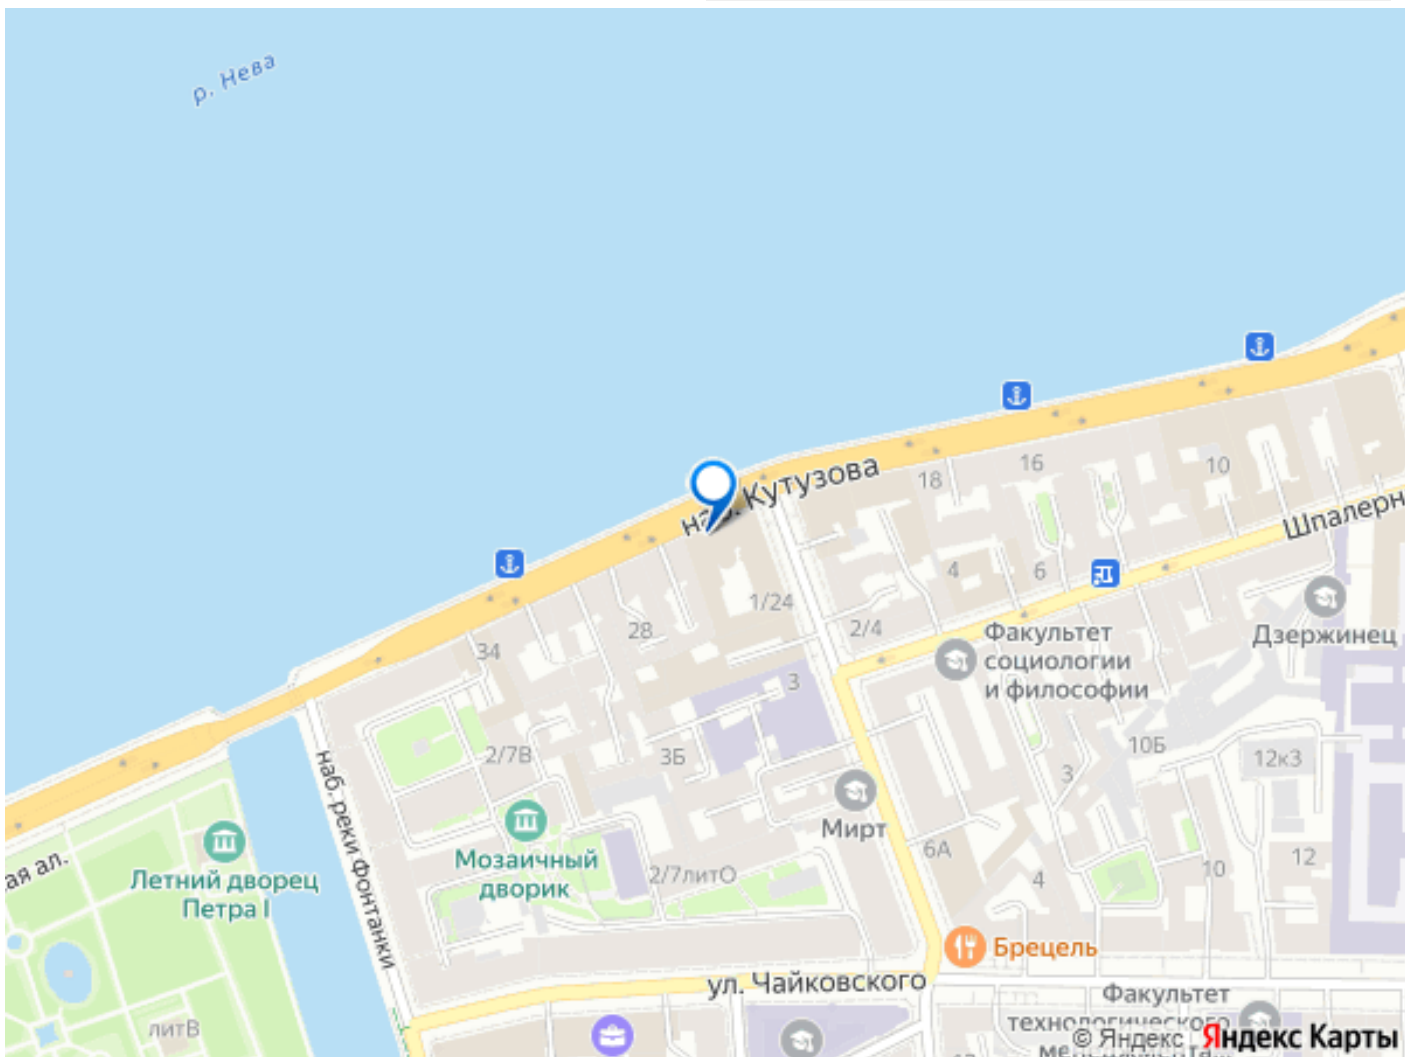 р. Нева
наб. Кутузова
18
16
10
Шпалерн
4
6
1/24
2/4
28
34
Факультет
социологии
и философии
Дзержинец
3
2/7В
3Б
10Б
12к3
3
наб. реки Фонтанки
Мирт
6А
Мозаичный
дворик
2/7литО
4
10
12
ая ал.
Летний дворец
Петра I
Брецель
ул. Чайковского
литВ
Факультет
технологического
© Яндекс Яндекс Карты